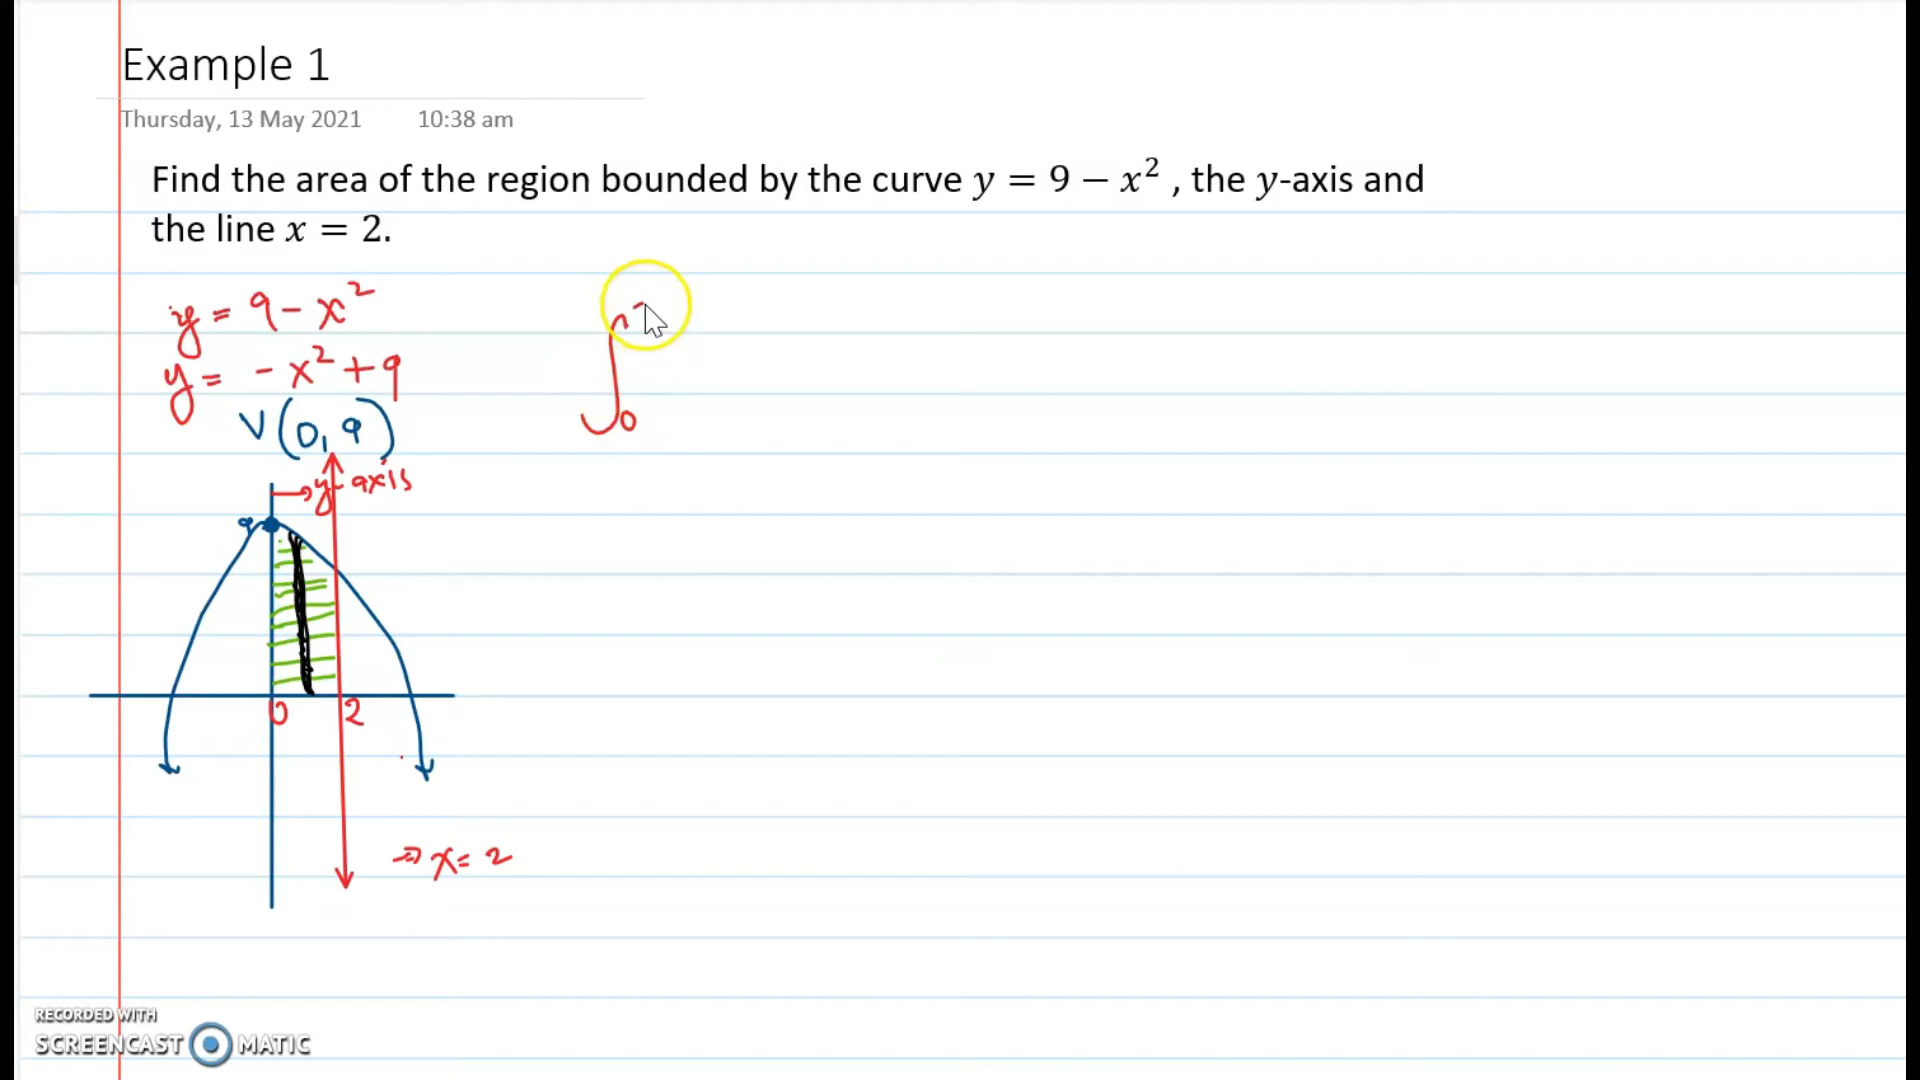 Example 1
Thursday, 13 May 2021 10:38 am
Find the area of the region bounded by the curve y = 9 − x² , the y-axis and
the line x = 2.
y = 9 - x²
y = - x² + 9
V (0, 9)
y-axis
9
0 2
⇒ x = 2
∫ 0
RECORDED WITH
SCREENCAST MATIC